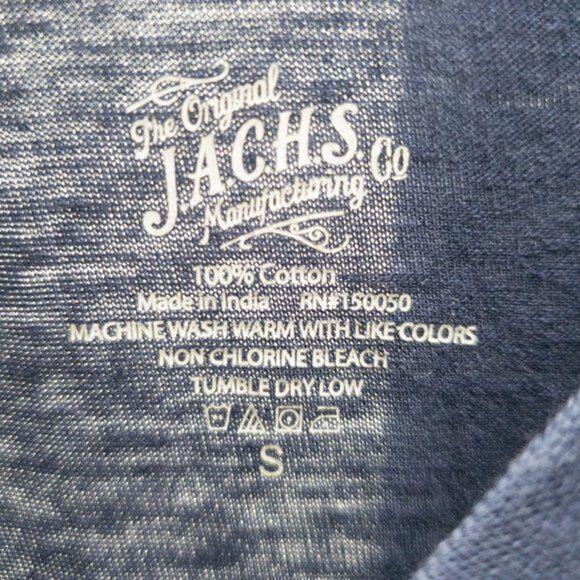 The Original
J.A.C.H.S. Co
Manufacturing
100% Cotton
Made in India RN#150050
MACHINE WASH WARM WITH LIKE COLORS
NON CHLORINE BLEACH
TUMBLE DRY LOW
S